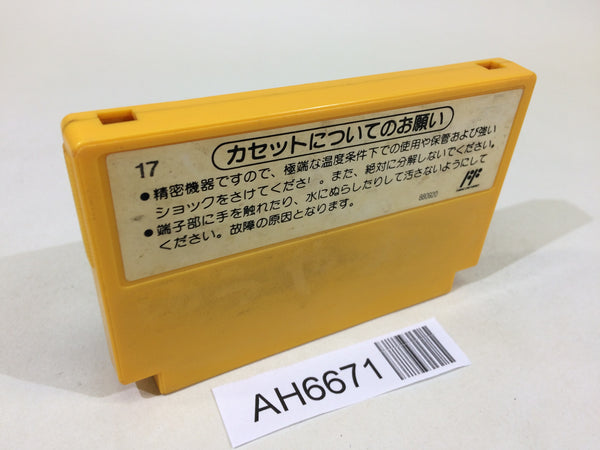 17
カセットについてのお願い
●精密機器ですので、極端な温度条件下での使用や保管および強い
ショックをさけてくださ。また、絶対に分解しないでください。
●端子部に手を触れたり、水にぬらしたりして汚さないようにして
ください。故障の原因となります。
880920
AH6671